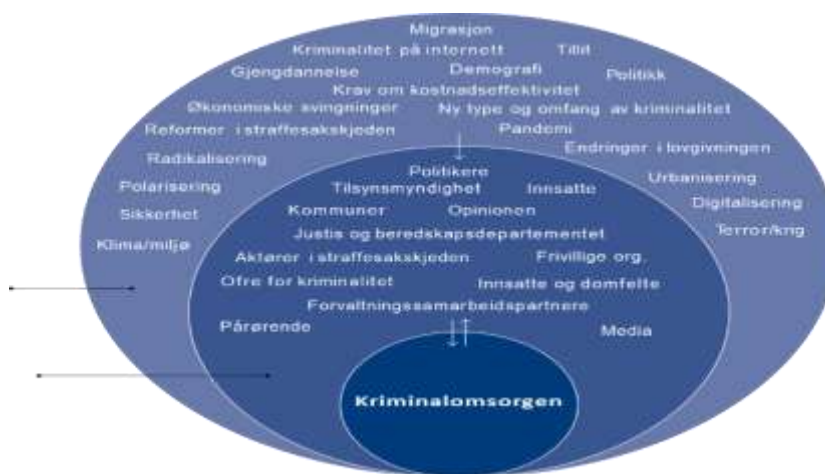 Migrasjon
Kriminalitet på internett Tillit
Gjengdannelse Demografi Politikk
Krav om kostnadseffektivitet
Økonomiske svingninger Ny type og omfang av kriminalitet
Reformer i straffesakskjeden Pandemi
Endringer i lovgivningen
Radikalisering
Politikere
Urbanisering
Polarisering Tilsynsmyndighet Innsatte
Digitalisering
Sikkerhet Kommuner Opinionen
Terror/krig
Justis og beredskapsdepartementet
Klima/miljø
Aktører i straffesakskjeden Frivillige org.
Ofre for kriminalitet Innsatte og domfelte
Forvaltningssamarbeidspartnere
Pårørende Media
Kriminalomsorgen